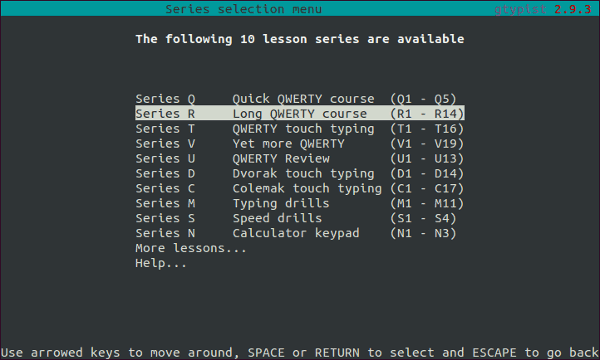 Series selection menu gtypist 2.9.3
The following 10 lesson series are available
Series Q Quick QWERTY course (Q1 - Q5)
Series R Long QWERTY course (R1 - R14)
Series T QWERTY touch typing (T1 - T16)
Series V Yet more QWERTY (V1 - V19)
Series U QWERTY Review (U1 - U13)
Series D Dvorak touch typing (D1 - D14)
Series C Colemak touch typing (C1 - C17)
Series M Typing drills (M1 - M11)
Series S Speed drills (S1 - S4)
Series N Calculator keypad (N1 - N3)
More lessons...
Help...
Use arrowed keys to move around, SPACE or RETURN to select and ESCAPE to go back